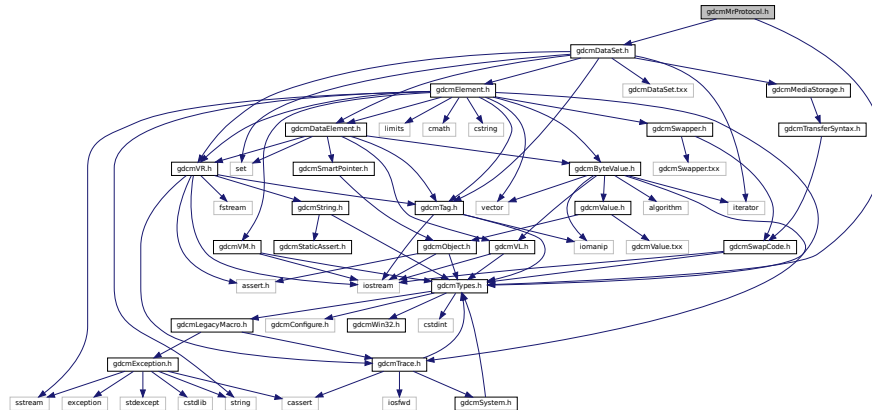 gdcmMrProtocol.h
gdcmDataSet.h
gdcmElement.h
gdcmDataSet.txx
gdcmMediaStorage.h
gdcmDataElement.h
limits
cmath
cstring
gdcmSwapper.h
gdcmTransferSyntax.h
gdcmVR.h
set
gdcmSmartPointer.h
gdcmByteValue.h
gdcmSwapper.txx
fstream
gdcmString.h
gdcmTag.h
vector
gdcmValue.h
algorithm
iterator
gdcmVM.h
gdcmStaticAssert.h
gdcmObject.h
gdcmVL.h
iomanip
gdcmValue.txx
gdcmSwapCode.h
assert.h
iostream
gdcmTypes.h
gdcmLegacyMacro.h
gdcmConfigure.h
gdcmWin32.h
cstdint
gdcmException.h
gdcmTrace.h
sstream
exception
stdexcept
cstdlib
string
cassert
iosfwd
gdcmSystem.h